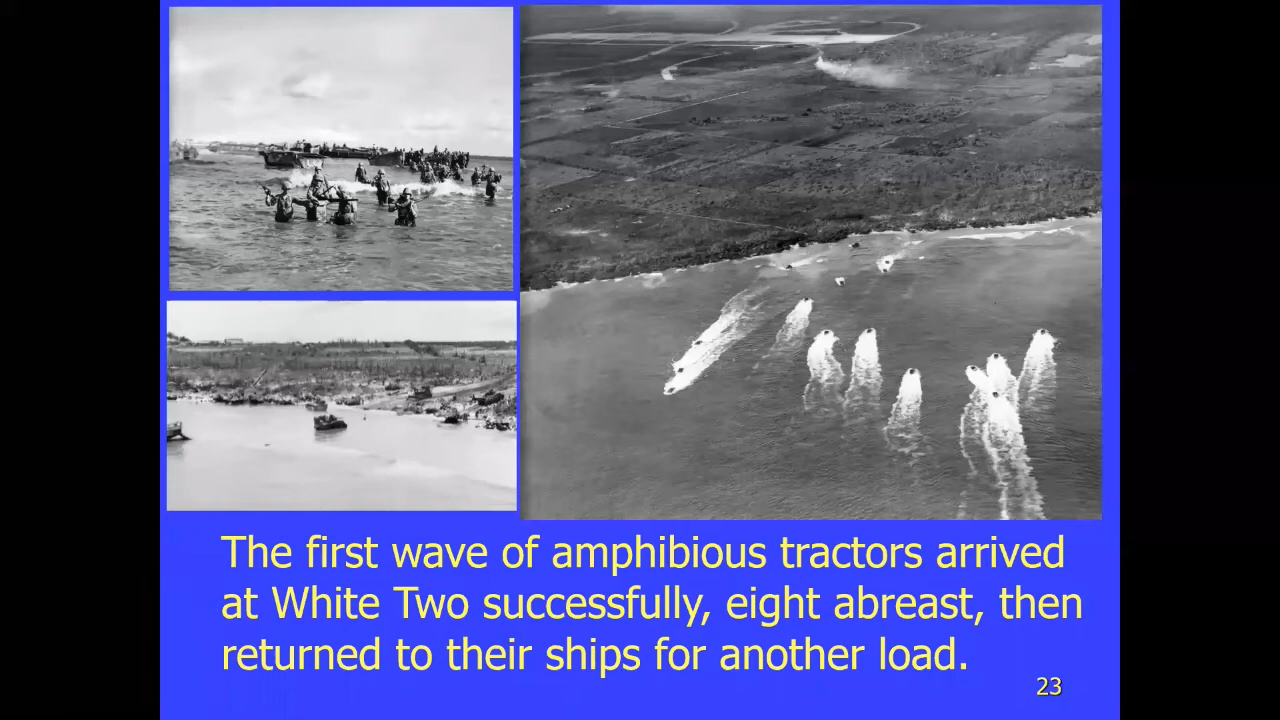 The first wave of amphibious tractors arrived
at White Two successfully, eight abreast, then
returned to their ships for another load.
23